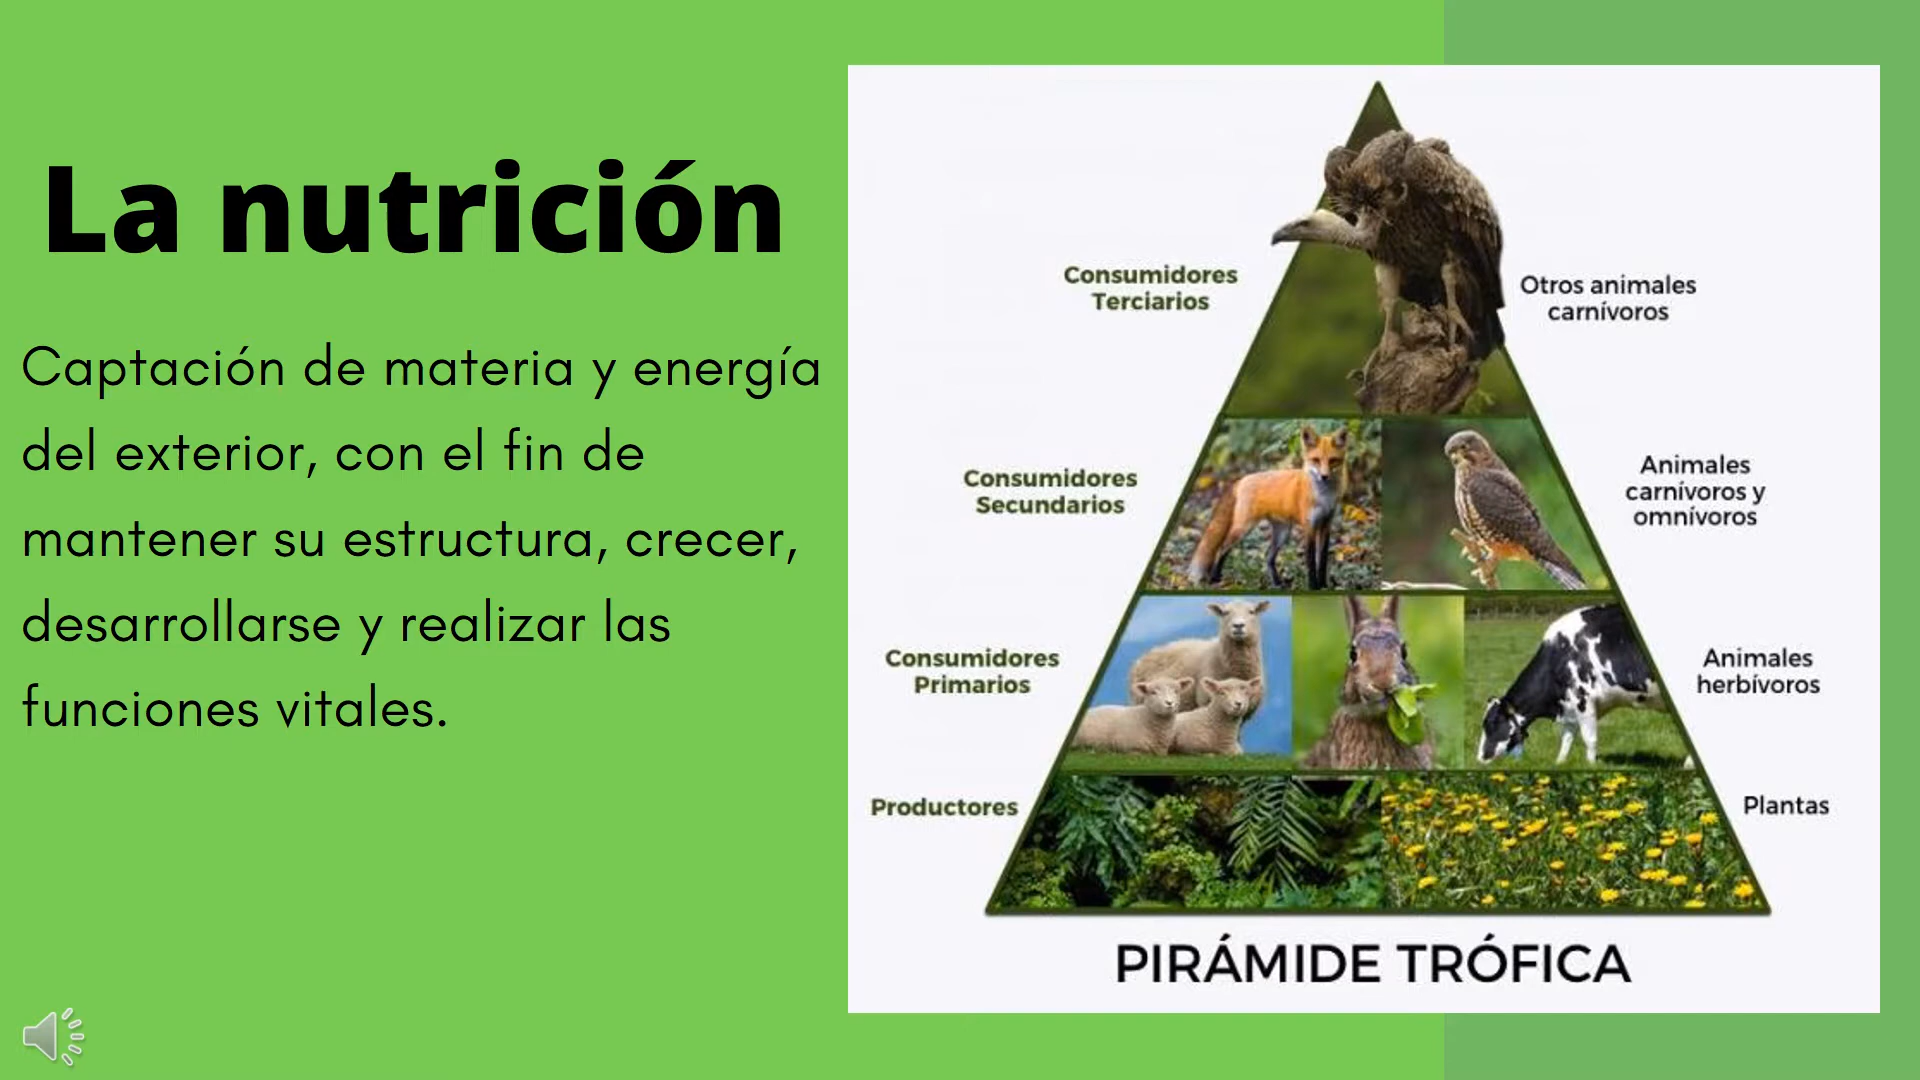 La nutrición
Captación de materia y energía
del exterior, con el fin de
mantener su estructura, crecer,
desarrollarse y realizar las
funciones vitales.
Consumidores
Terciarios
Otros animales
carnívoros
Consumidores
Secundarios
Animales
carnívoros y
omnívoros
Consumidores
Primarios
Animales
herbívoros
Productores
Plantas
PIRÁMIDE TRÓFICA